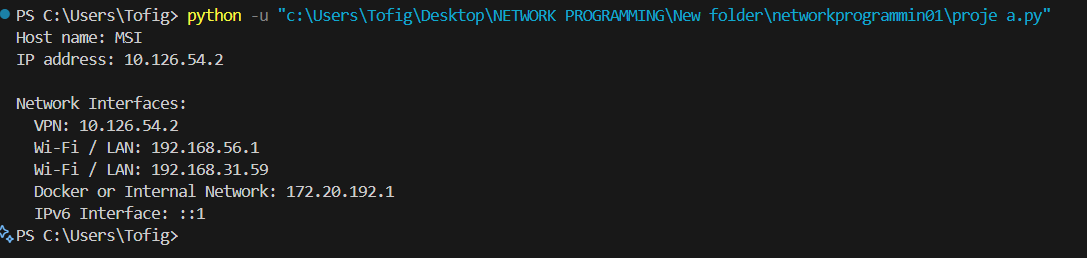 PS C:\Users\Tofig> python -u "c:\Users\Tofig\Desktop\NETWORK PROGRAMMING\New folder\networkprogrammin01\proje a.py"
Host name: MSI
IP address: 10.126.54.2
Network Interfaces:
VPN: 10.126.54.2
Wi-Fi / LAN: 192.168.56.1
Wi-Fi / LAN: 192.168.31.59
Docker or Internal Network: 172.20.192.1
IPv6 Interface: ::1
PS C:\Users\Tofig>